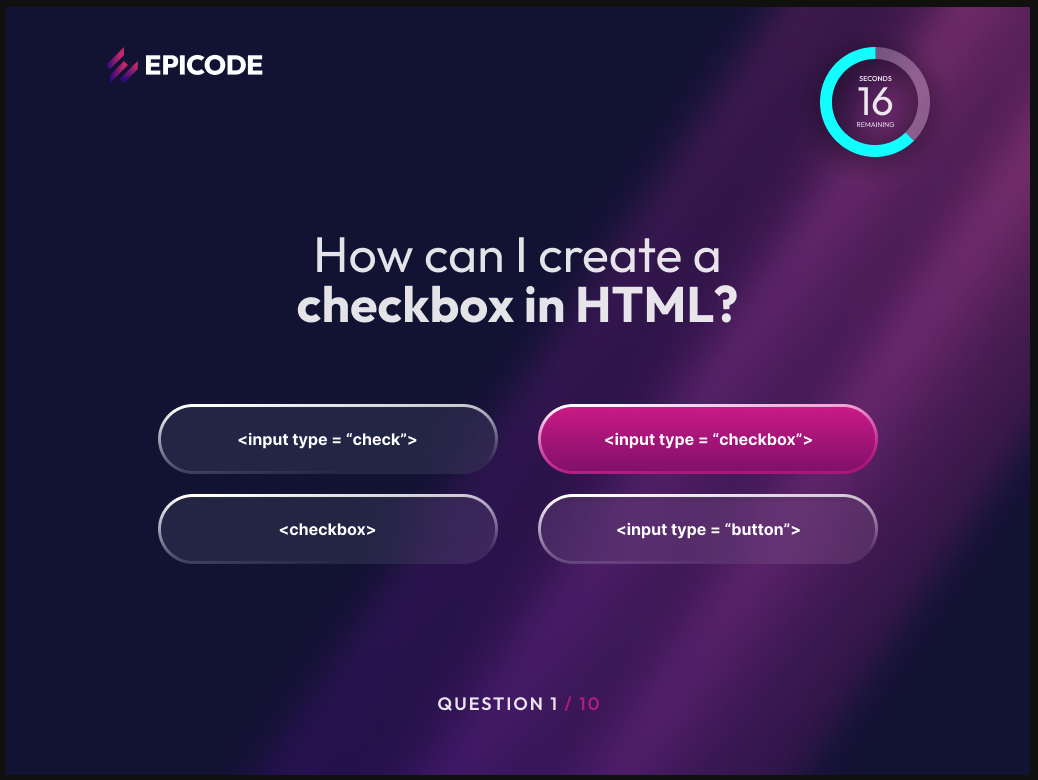 EPICODE
SECONDS
16
REMAINING
How can I create a
checkbox in HTML?
<input type = “check”>
<input type = “checkbox”>
<checkbox>
<input type = “button”>
QUESTION 1 / 10